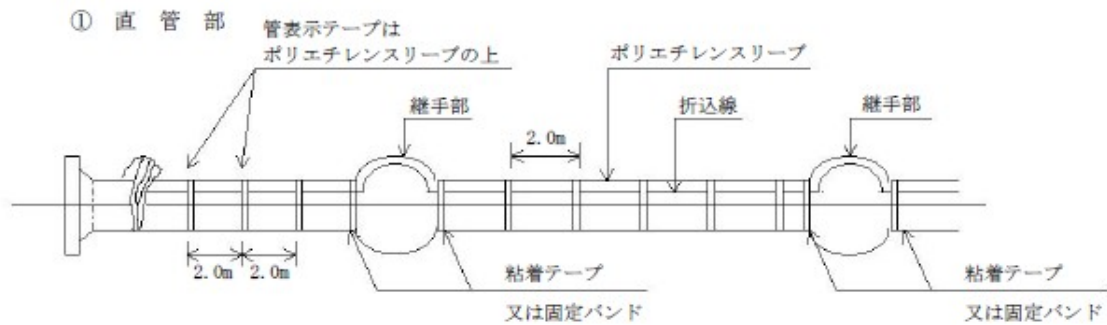 ① 直 管 部
管表示テープは
ポリエチレンスリーブの上
ポリエチレンスリーブ
継手部
折込線
継手部
2.0m
2.0m
2.0m
粘着テープ
又は固定バンド
粘着テープ
又は固定バンド